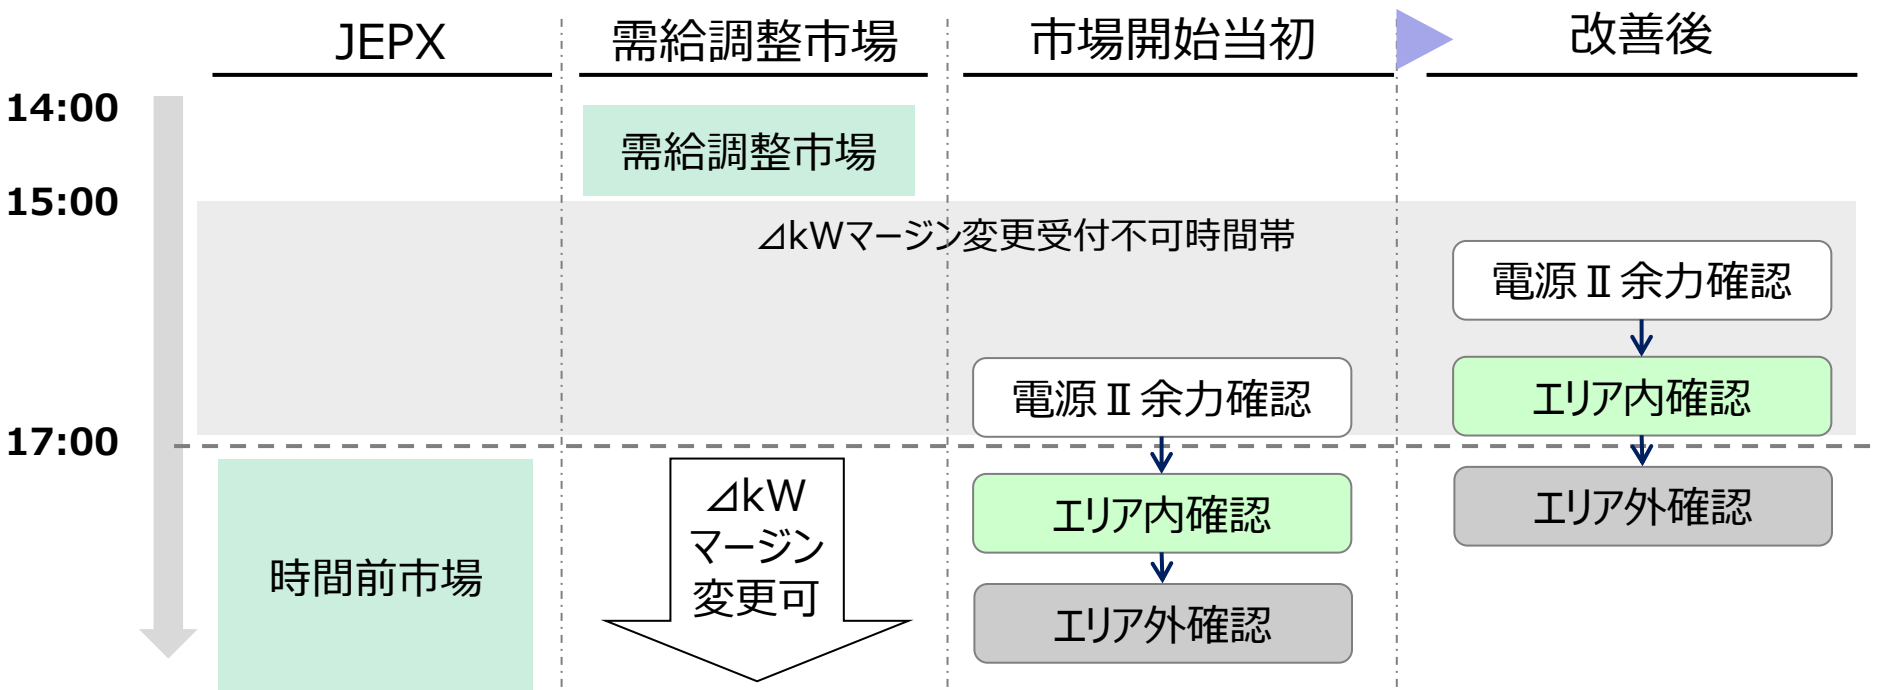 JEPX
需給調整市場
市場開始当初
改善後
14:00
需給調整市場
15:00
⊿kWマージン変更受付不可時間帯
電源Ⅱ余力確認
電源Ⅱ余力確認
エリア内確認
17:00
時間前市場
⊿kW
マージン
変更可
エリア内確認
エリア外確認
エリア外確認